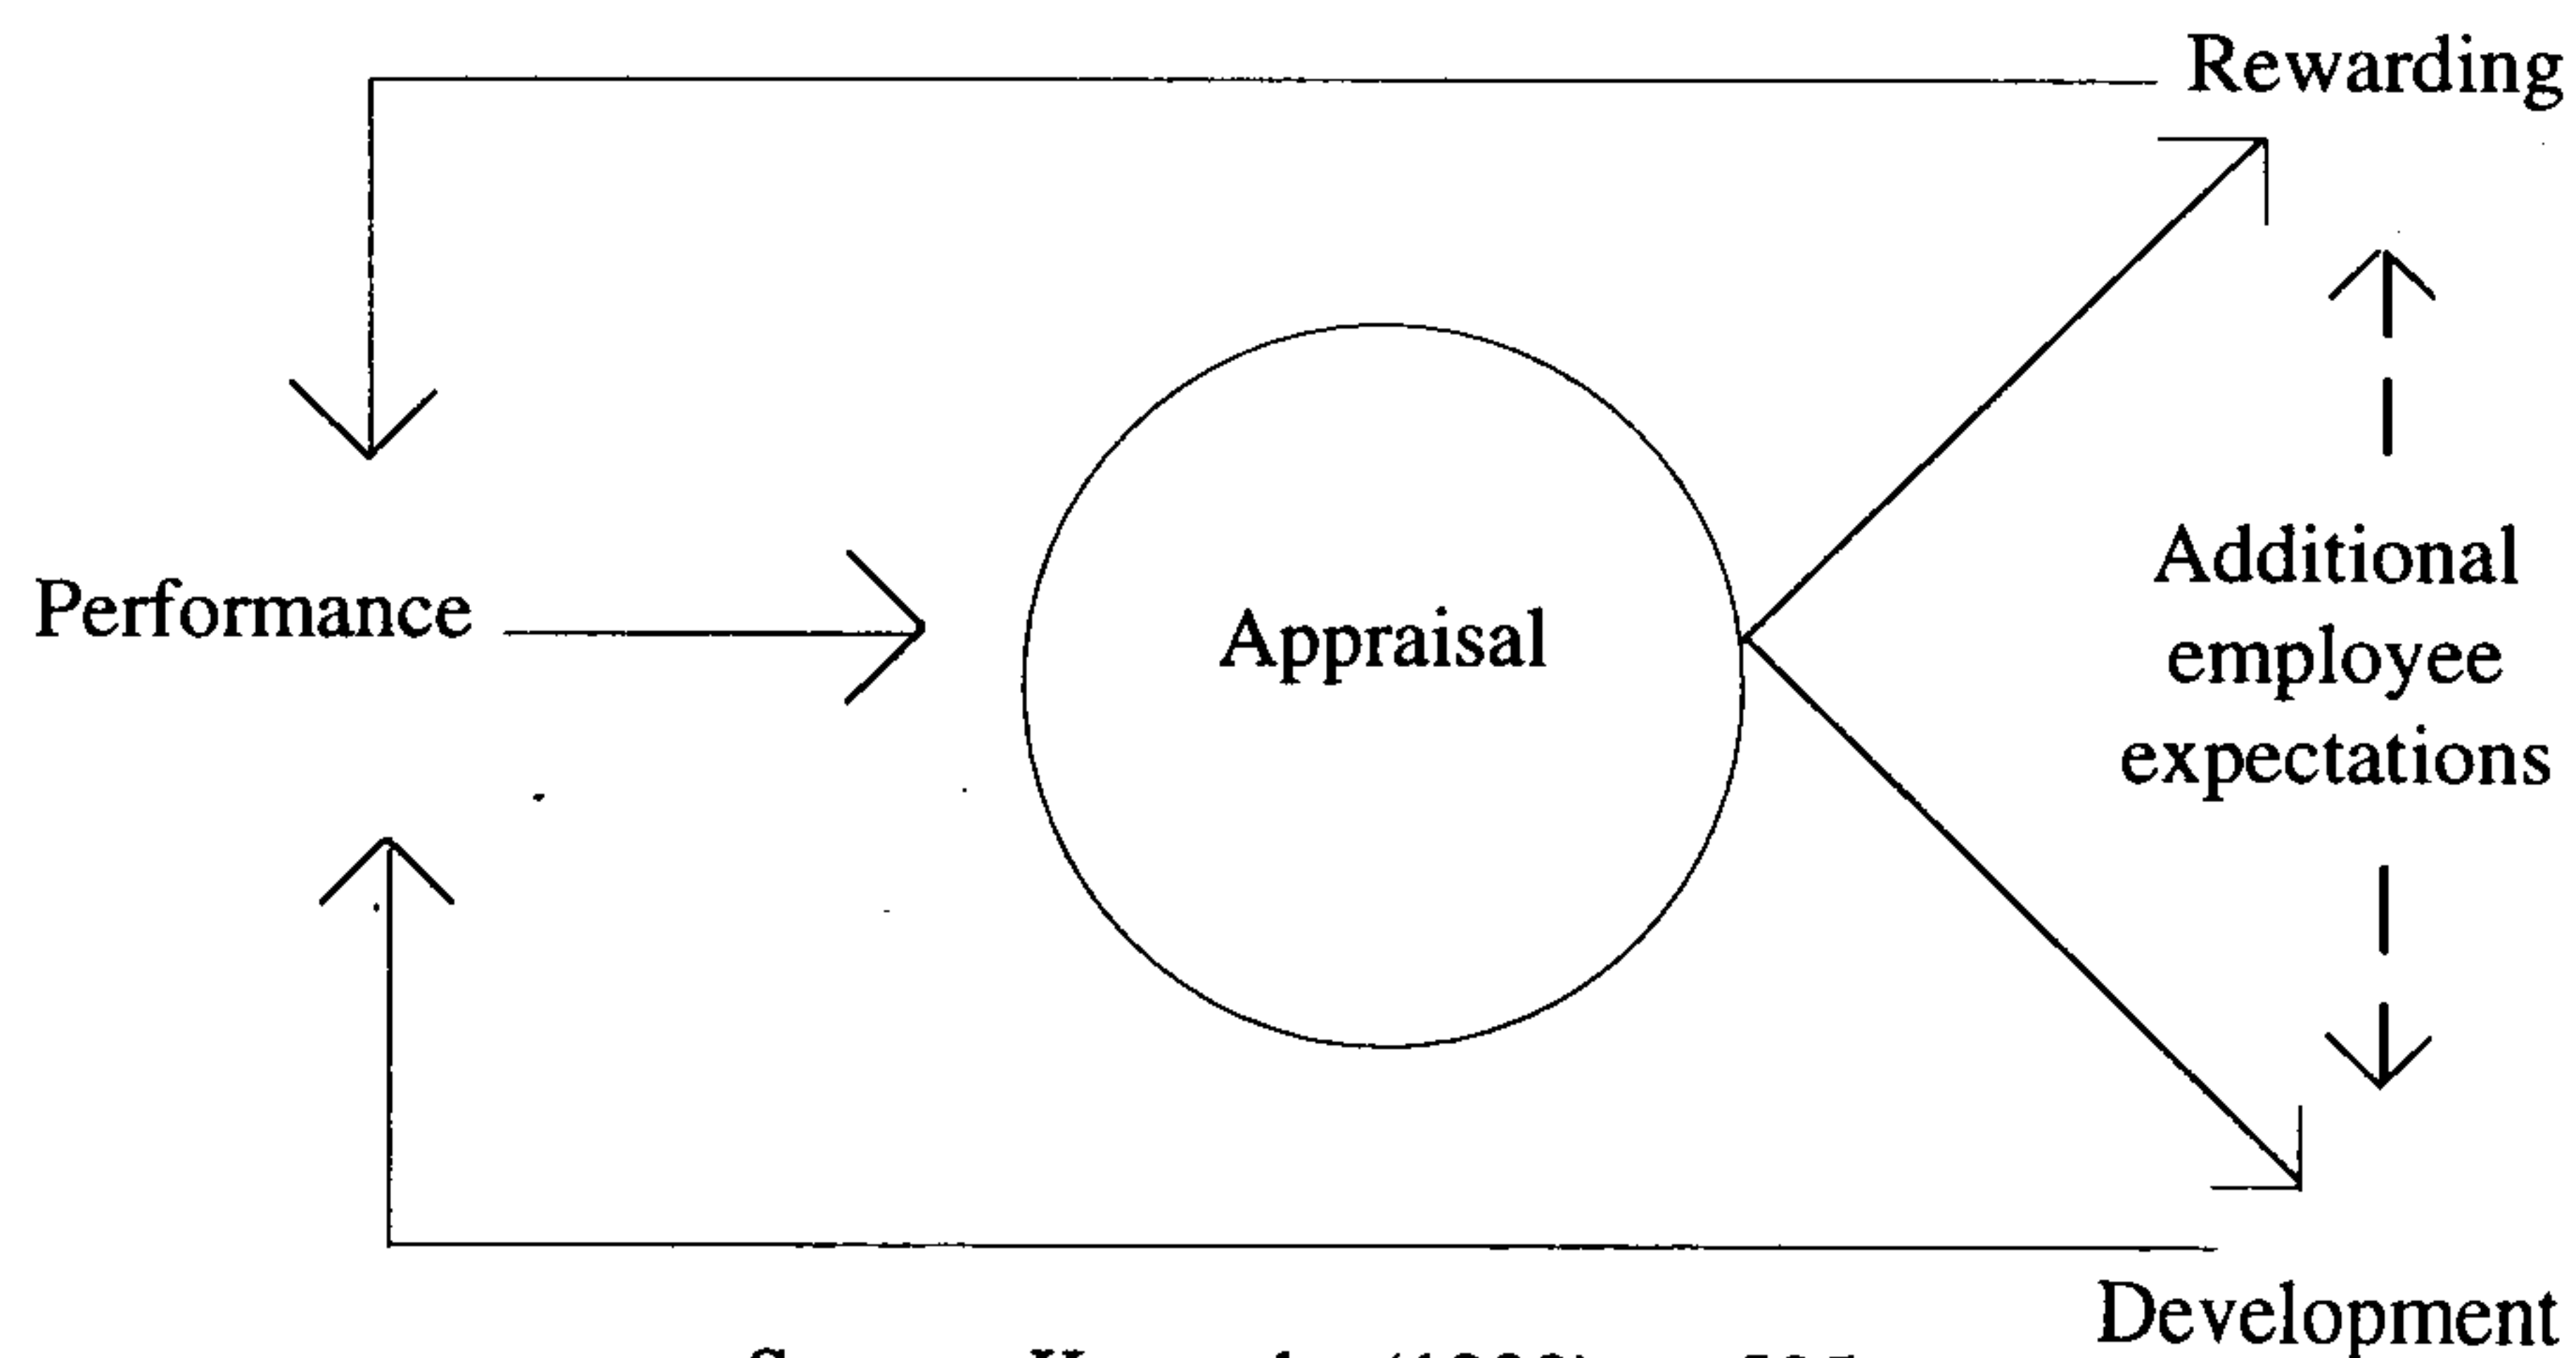 Rewarding
Performance
Appraisal
Additional
employee
expectations
Development